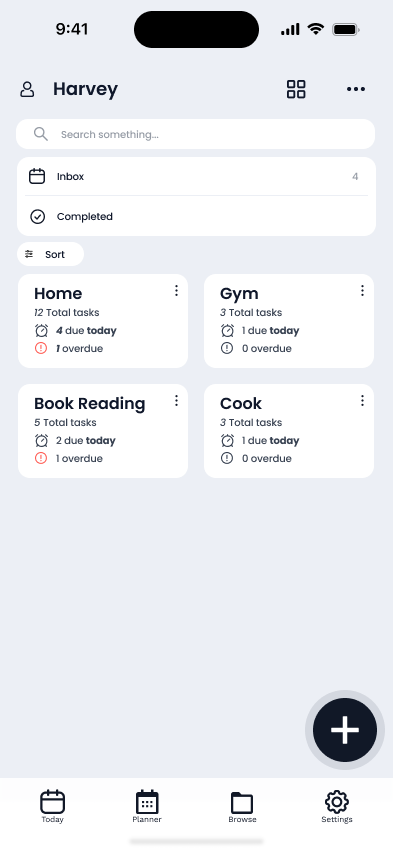 9:41
Harvey
Search something...
Inbox 4
Completed
Sort
Home
12 Total tasks
4 due today
1 overdue
Gym
3 Total tasks
1 due today
0 overdue
Book Reading
5 Total tasks
2 due today
1 overdue
Cook
3 Total tasks
1 due today
0 overdue
Today
Planner
Browse
Settings